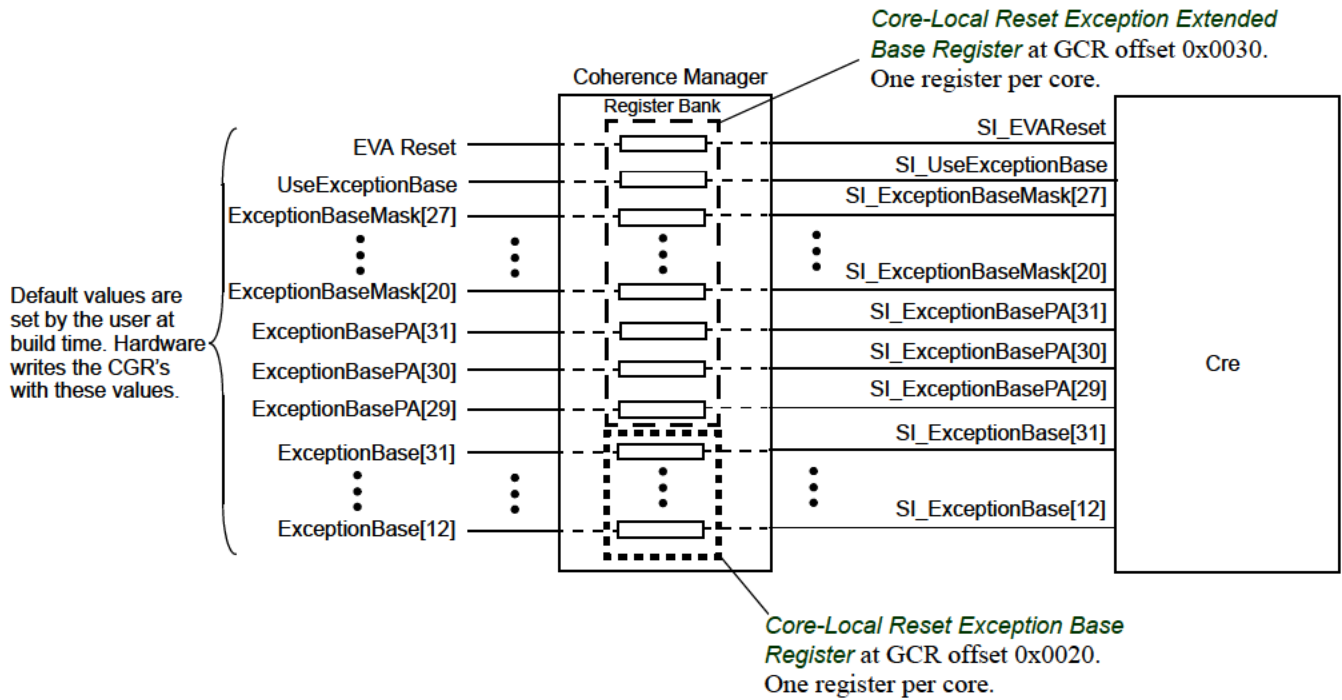 Core-Local Reset Exception Extended
Base Register at GCR offset 0x0030.
One register per core.
Coherence Manager
Register Bank
EVA Reset
SI_EVAReset
UseExceptionBase
SI_UseExceptionBase
ExceptionBaseMask[27]
SI_ExceptionBaseMask[27]
ExceptionBaseMask[20]
SI_ExceptionBaseMask[20]
Default values are
set by the user at
build time. Hardware
writes the CGR's
with these values.
ExceptionBasePA[31]
SI_ExceptionBasePA[31]
ExceptionBasePA[30]
SI_ExceptionBasePA[30]
Cre
ExceptionBasePA[29]
SI_ExceptionBasePA[29]
ExceptionBase[31]
SI_ExceptionBase[31]
ExceptionBase[12]
SI_ExceptionBase[12]
Core-Local Reset Exception Base
Register at GCR offset 0x0020.
One register per core.